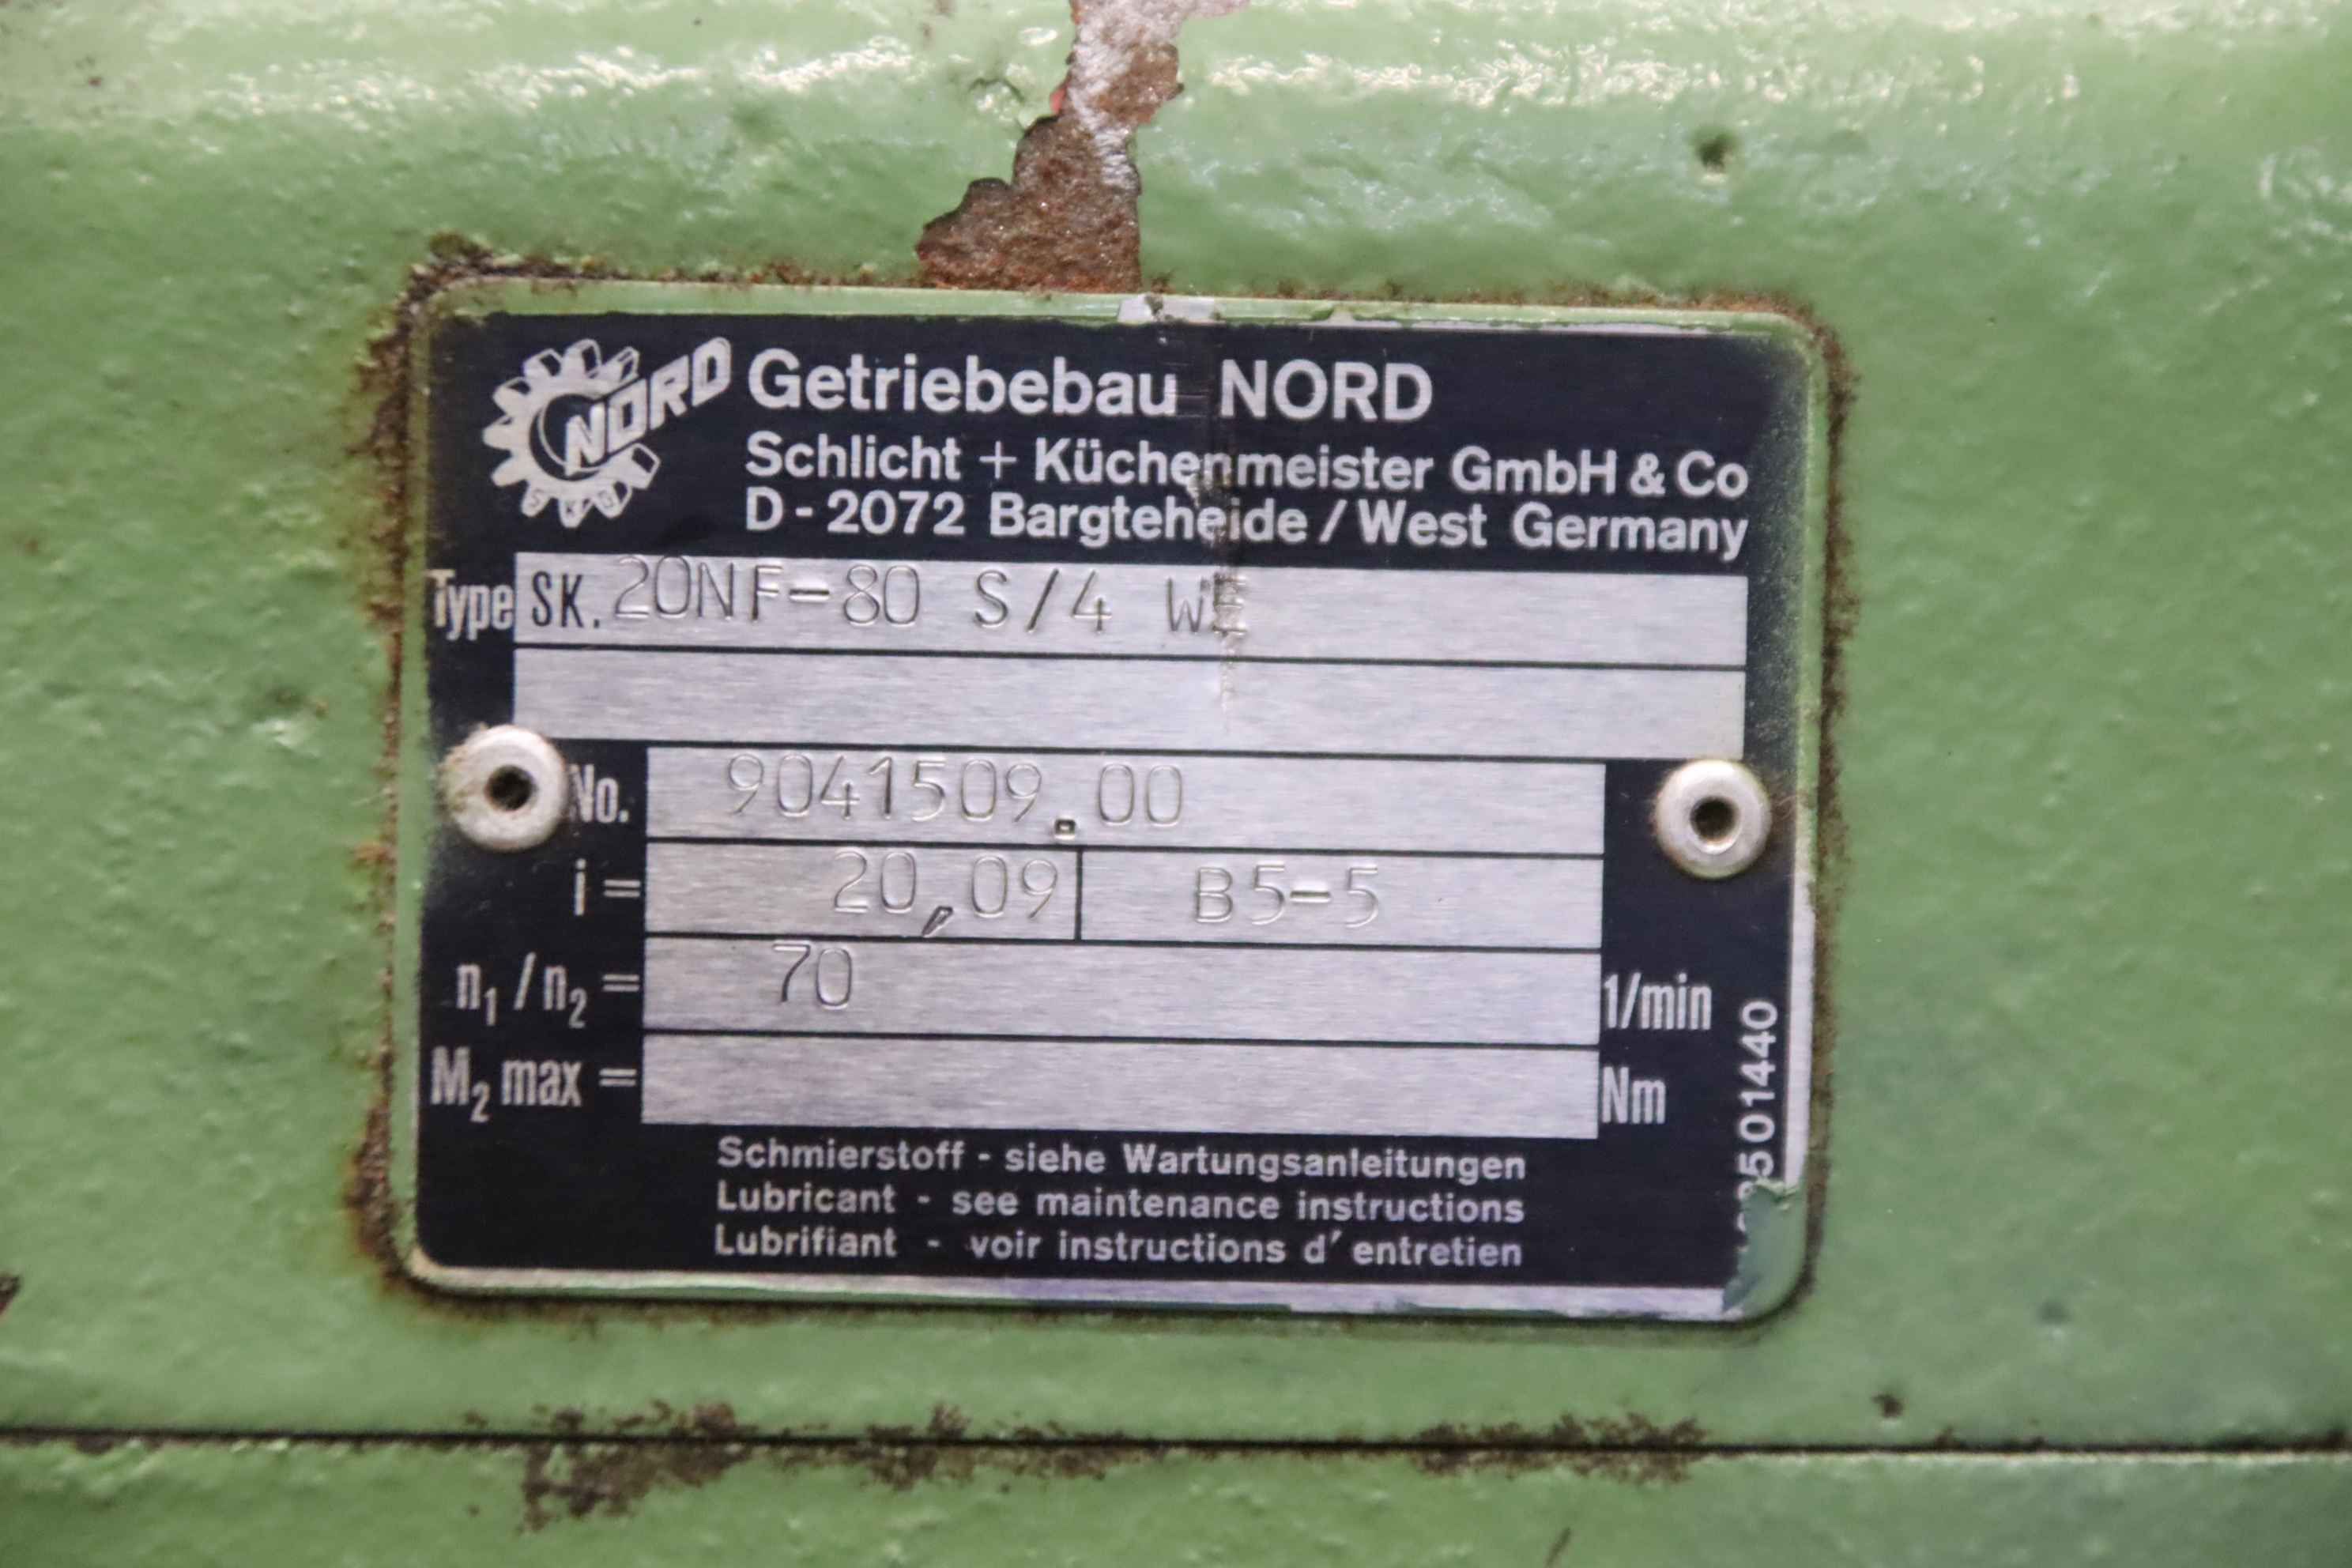 NORD
SKG
Getriebebau NORD
Schlicht + Küchenmeister GmbH & Co
D-2072 Bargteheide / West Germany
Type SK. 20NF-80 S/4 WE
No. 9041509.00
i = 20,09 B5-5
n₁ / n₂ = 70 1/min
M₂ max = Nm
Schmierstoff - siehe Wartungsanleitungen
Lubricant - see maintenance instructions
Lubrifiant - voir instructions d' entretien